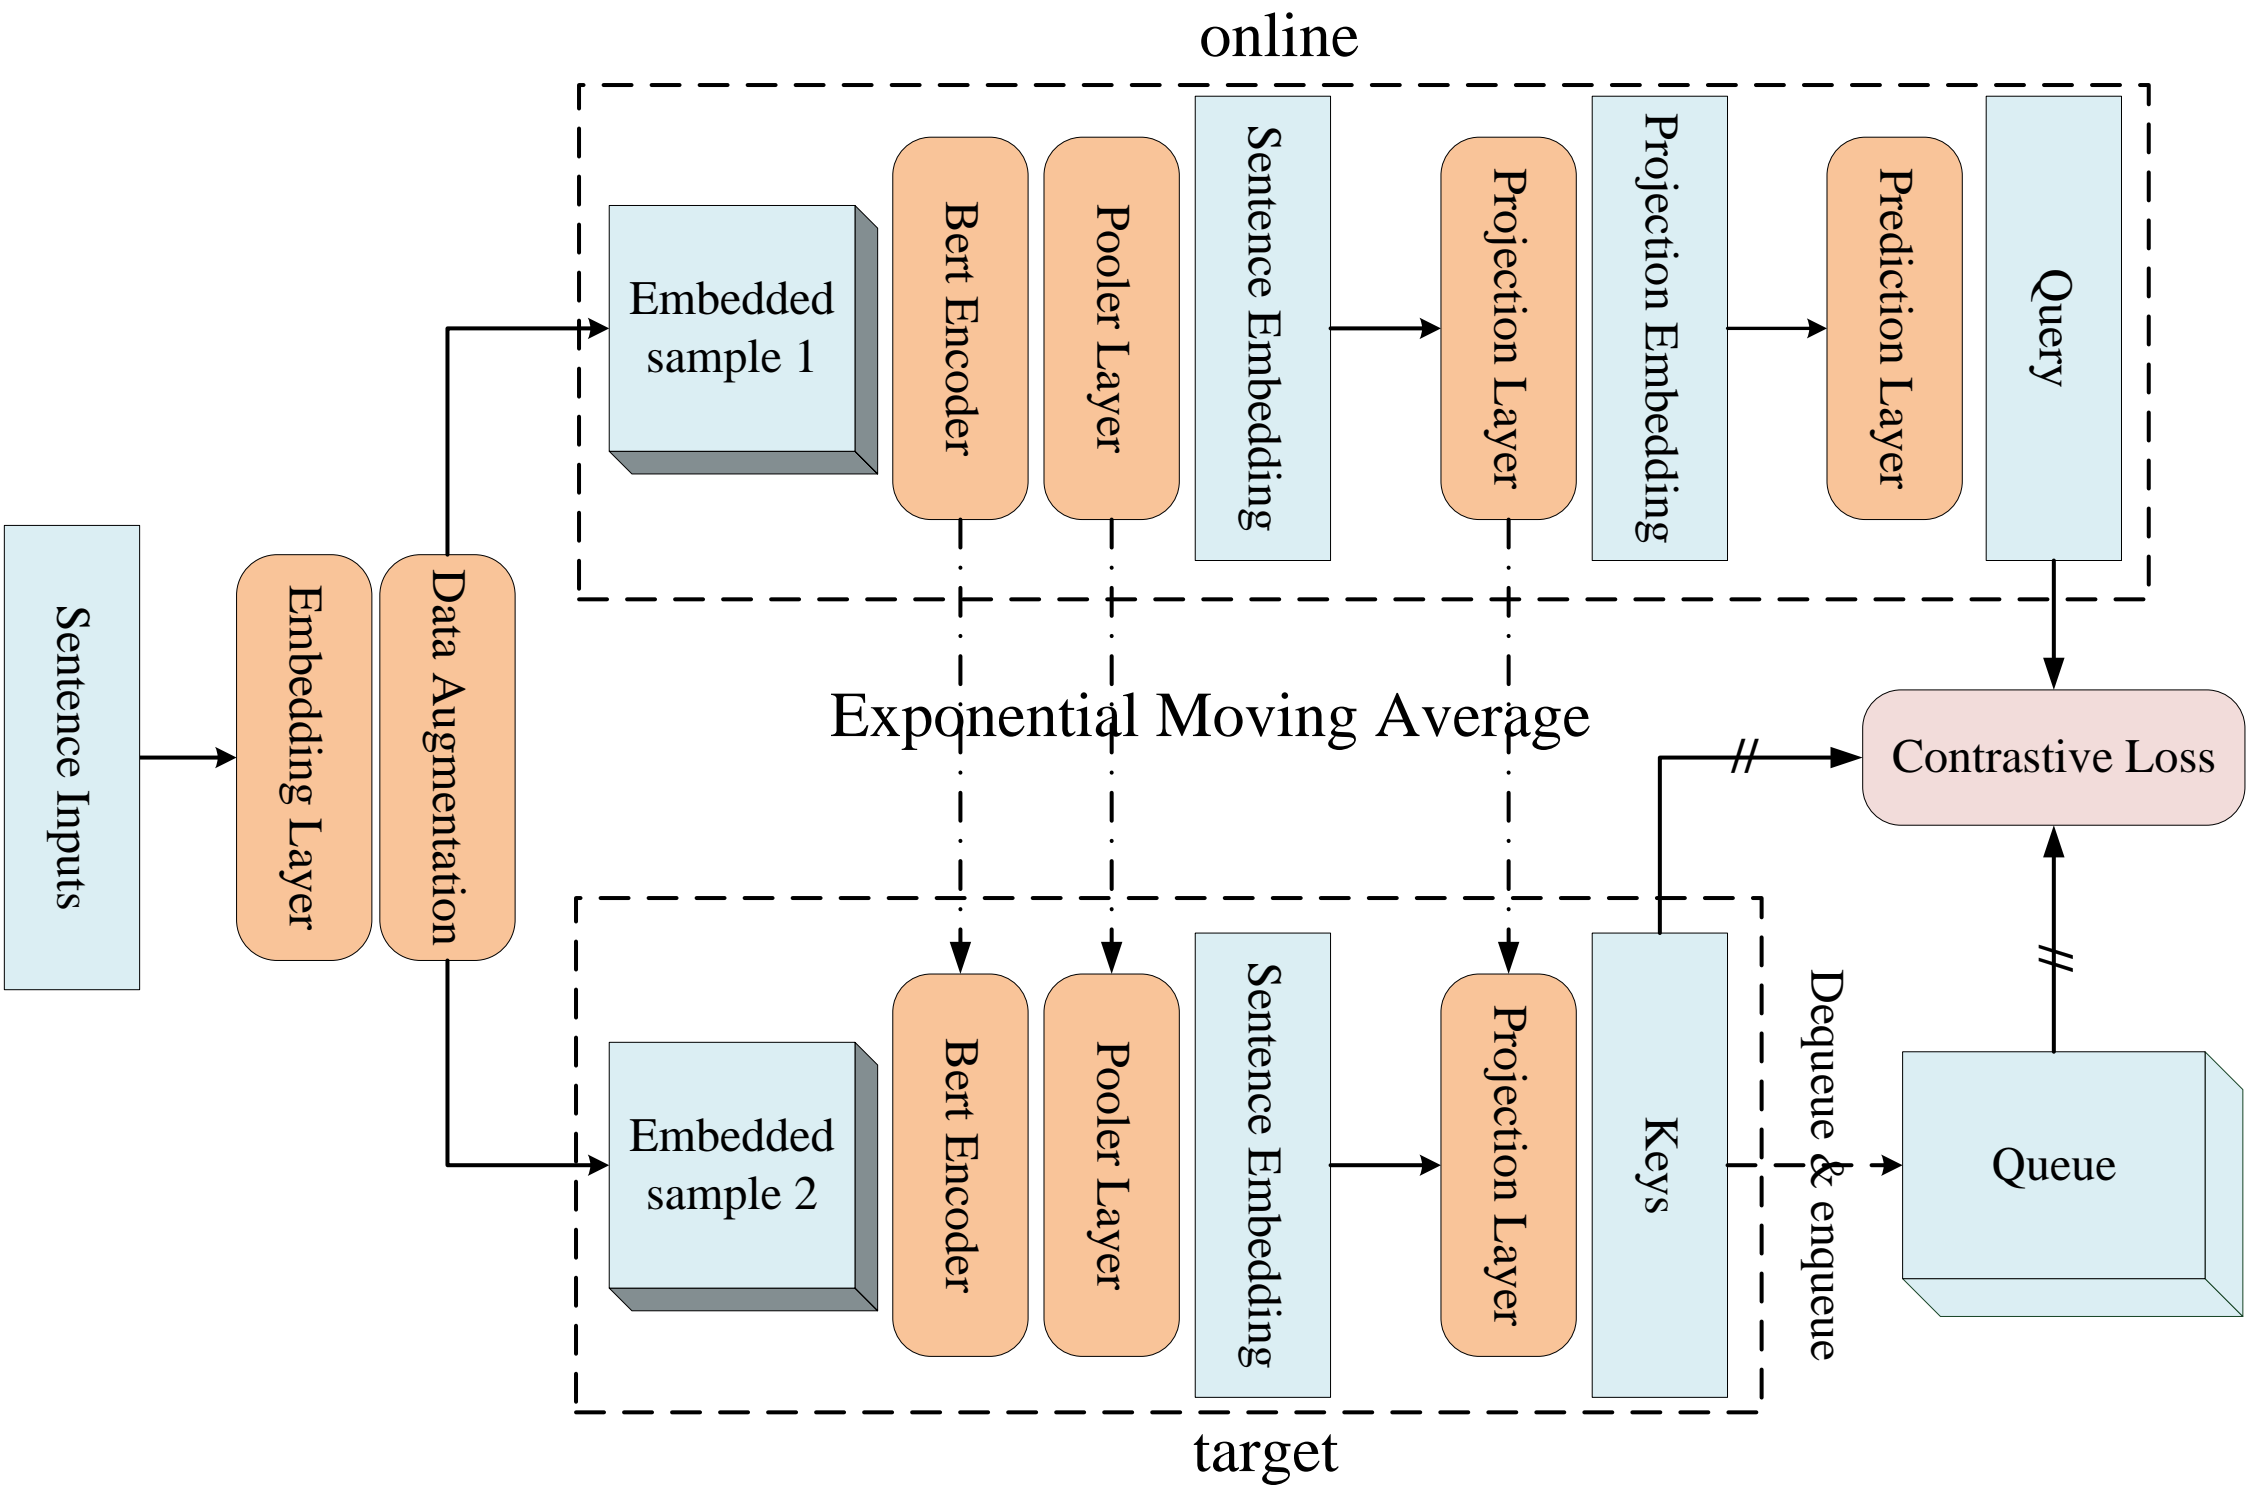 online
Sentence Inputs
Embedding Layer
Data Augmentation
Embedded
sample 1
Bert Encoder
Pooler Layer
Sentence Embedding
Projection Layer
Projection Embedding
Prediction Layer
Query
Exponential Moving Average
Contrastive Loss
Embedded
sample 2
Bert Encoder
Pooler Layer
Sentence Embedding
Projection Layer
Keys
Dequeue & enqueue
Queue
target